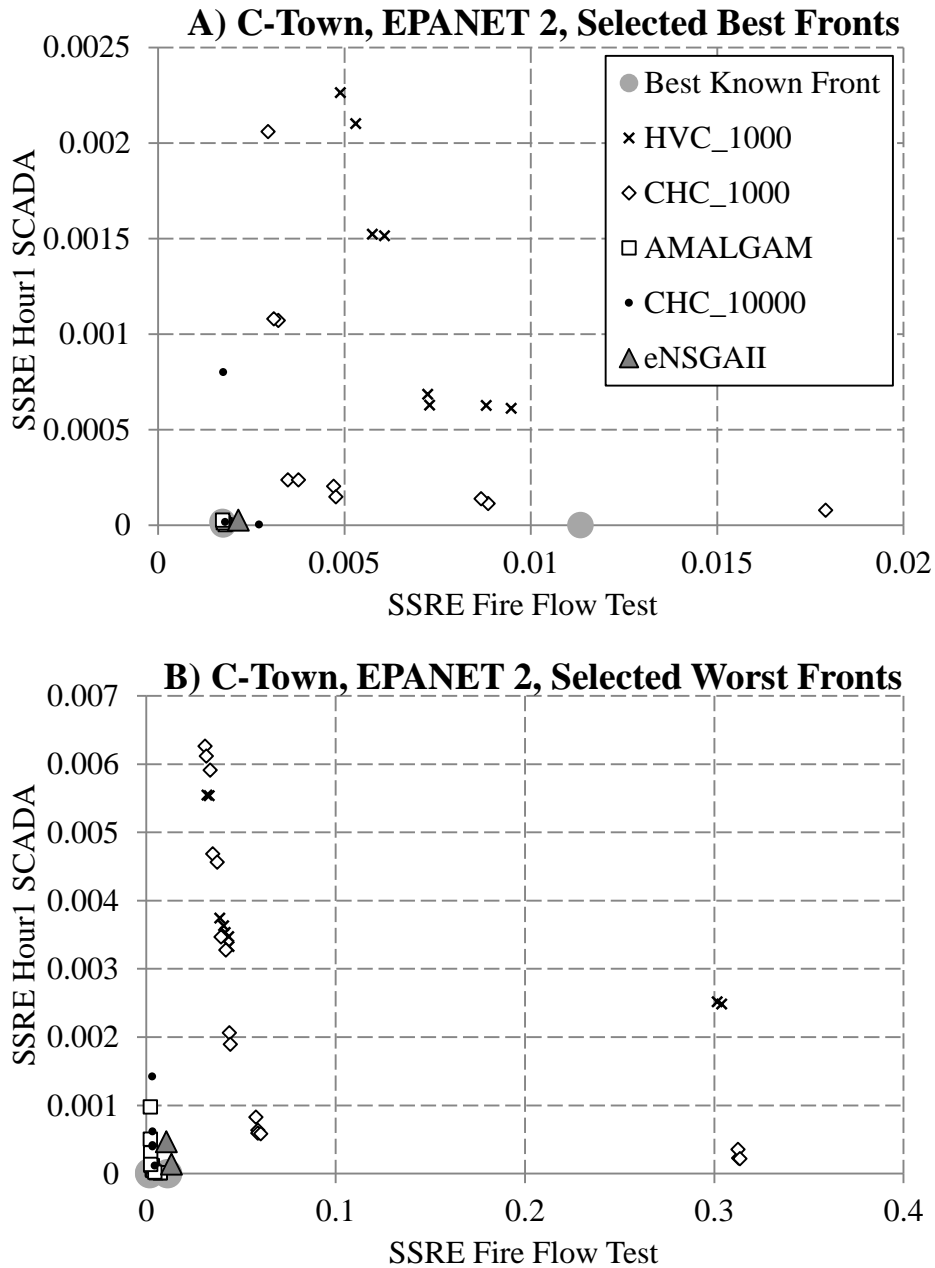 A) C-Town, EPANET 2, Selected Best Fronts
0.0025
0.002
0.0015
0.001
0.0005
0
SSRE Hour1 SCADA
Best Known Front
HVC_1000
CHC_1000
AMALGAM
CHC_10000
eNSGAII
0 0.005 0.01 0.015 0.02
SSRE Fire Flow Test
B) C-Town, EPANET 2, Selected Worst Fronts
0.007
0.006
0.005
0.004
0.003
0.002
0.001
0
SSRE Hour1 SCADA
0 0.1 0.2 0.3 0.4
SSRE Fire Flow Test